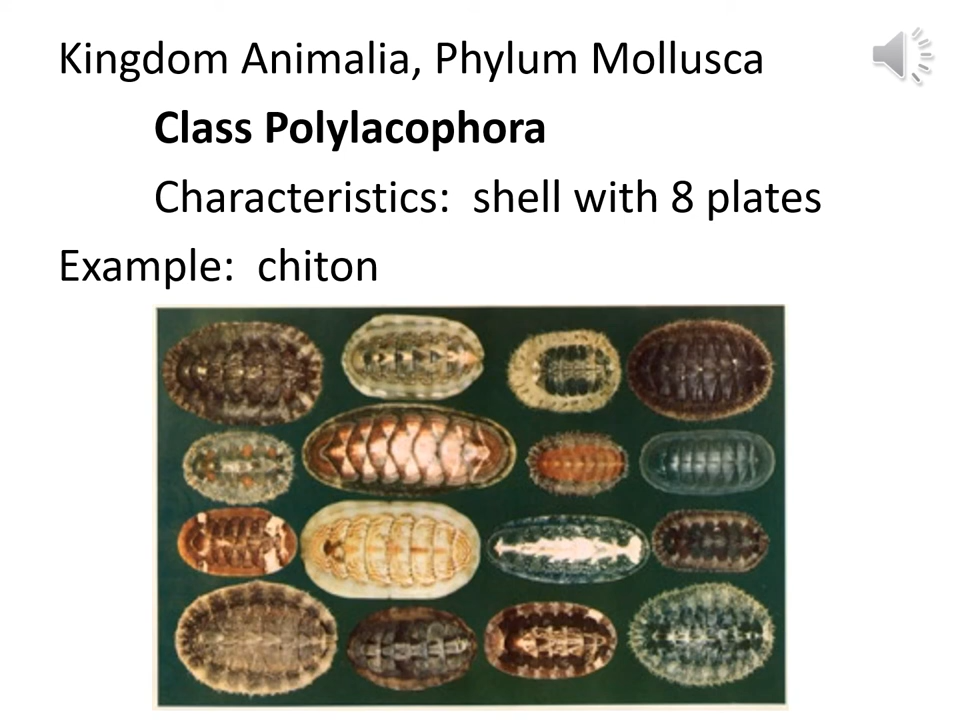 Kingdom Animalia, Phylum Mollusca
Class Polylacophora
Characteristics:  shell with 8 plates
Example:  chiton